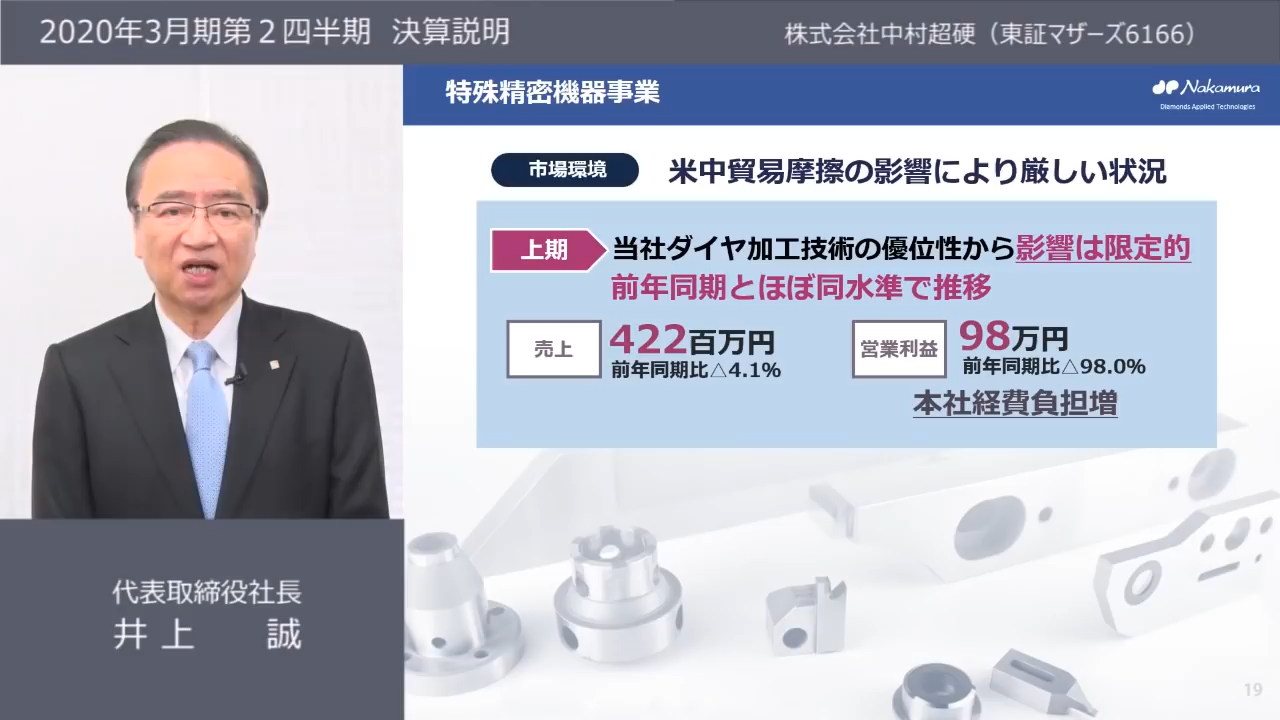 2020年3月期第２四半期 決算説明
株式会社中村超硬（東証マザーズ6166）
特殊精密機器事業
Nakamura
Diamonds Applied Technologies
市場環境
米中貿易摩擦の影響により厳しい状況
上期
当社ダイヤ加工技術の優位性から影響は限定的
前年同期とほぼ同水準で推移
売上
422百万円
前年同期比△4.1%
営業利益
98万円
前年同期比△98.0%
本社経費負担増
代表取締役社長
井上 誠
19